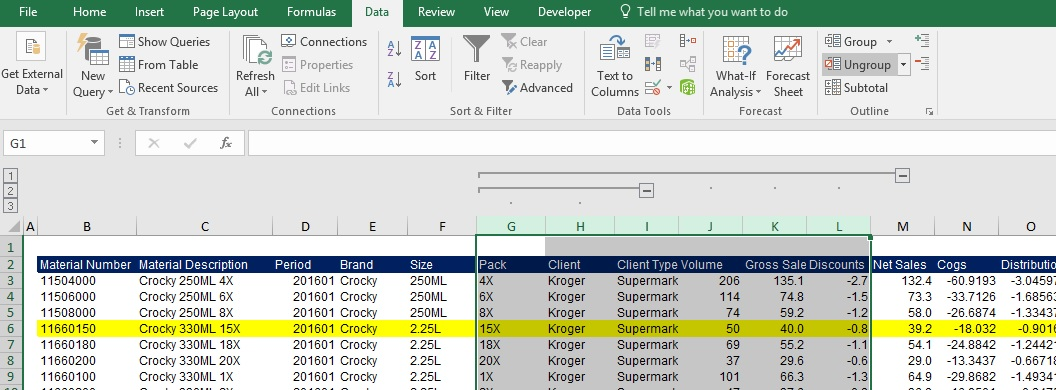 File Home Insert Page Layout Formulas Data Review View Developer Tell me what you want to do
Get External Data
New Query
Show Queries
From Table
Recent Sources
Get & Transform
Refresh All
Connections
Properties
Edit Links
Connections
A Z
Z A
Z A A Z
Sort
Filter
Clear
Reapply
Advanced
Sort & Filter
Text to Columns
Data Tools
What-If Analysis
Forecast Sheet
Forecast
Group
Ungroup
Subtotal
Outline
G1 fx
1
2
3
A B C D E F G H I J K L M N O
1
2 Material Number Material Description Period Brand Size Pack Client Client Type Volume Gross Sale Discounts Net Sales Cogs Distributio
3 11504000 Crocky 250ML 4X 201601 Crocky 250ML 4X Kroger Supermark 206 135.1 -2.7 132.4 -60.9193 -3.04597
4 11506000 Crocky 250ML 6X 201601 Crocky 250ML 6X Kroger Supermark 114 74.8 -1.5 73.3 -33.7126 -1.68563
5 11508000 Crocky 250ML 8X 201601 Crocky 250ML 8X Kroger Supermark 74 59.2 -1.2 58.0 -26.6874 -1.33437
6 11660150 Crocky 330ML 15X 201601 Crocky 2.25L 15X Kroger Supermark 50 40.0 -0.8 39.2 -18.032 -0.9016
7 11660180 Crocky 330ML 18X 201601 Crocky 2.25L 18X Kroger Supermark 69 55.2 -1.1 54.1 -24.8842 -1.24421
8 11660200 Crocky 330ML 20X 201601 Crocky 2.25L 20X Kroger Supermark 37 29.6 -0.6 29.0 -13.3437 -0.66718
9 11660100 Crocky 330ML 1X 201601 Crocky 2.25L 1X Kroger Supermark 101 66.3 -1.3 64.9 -29.8682 -1.49341